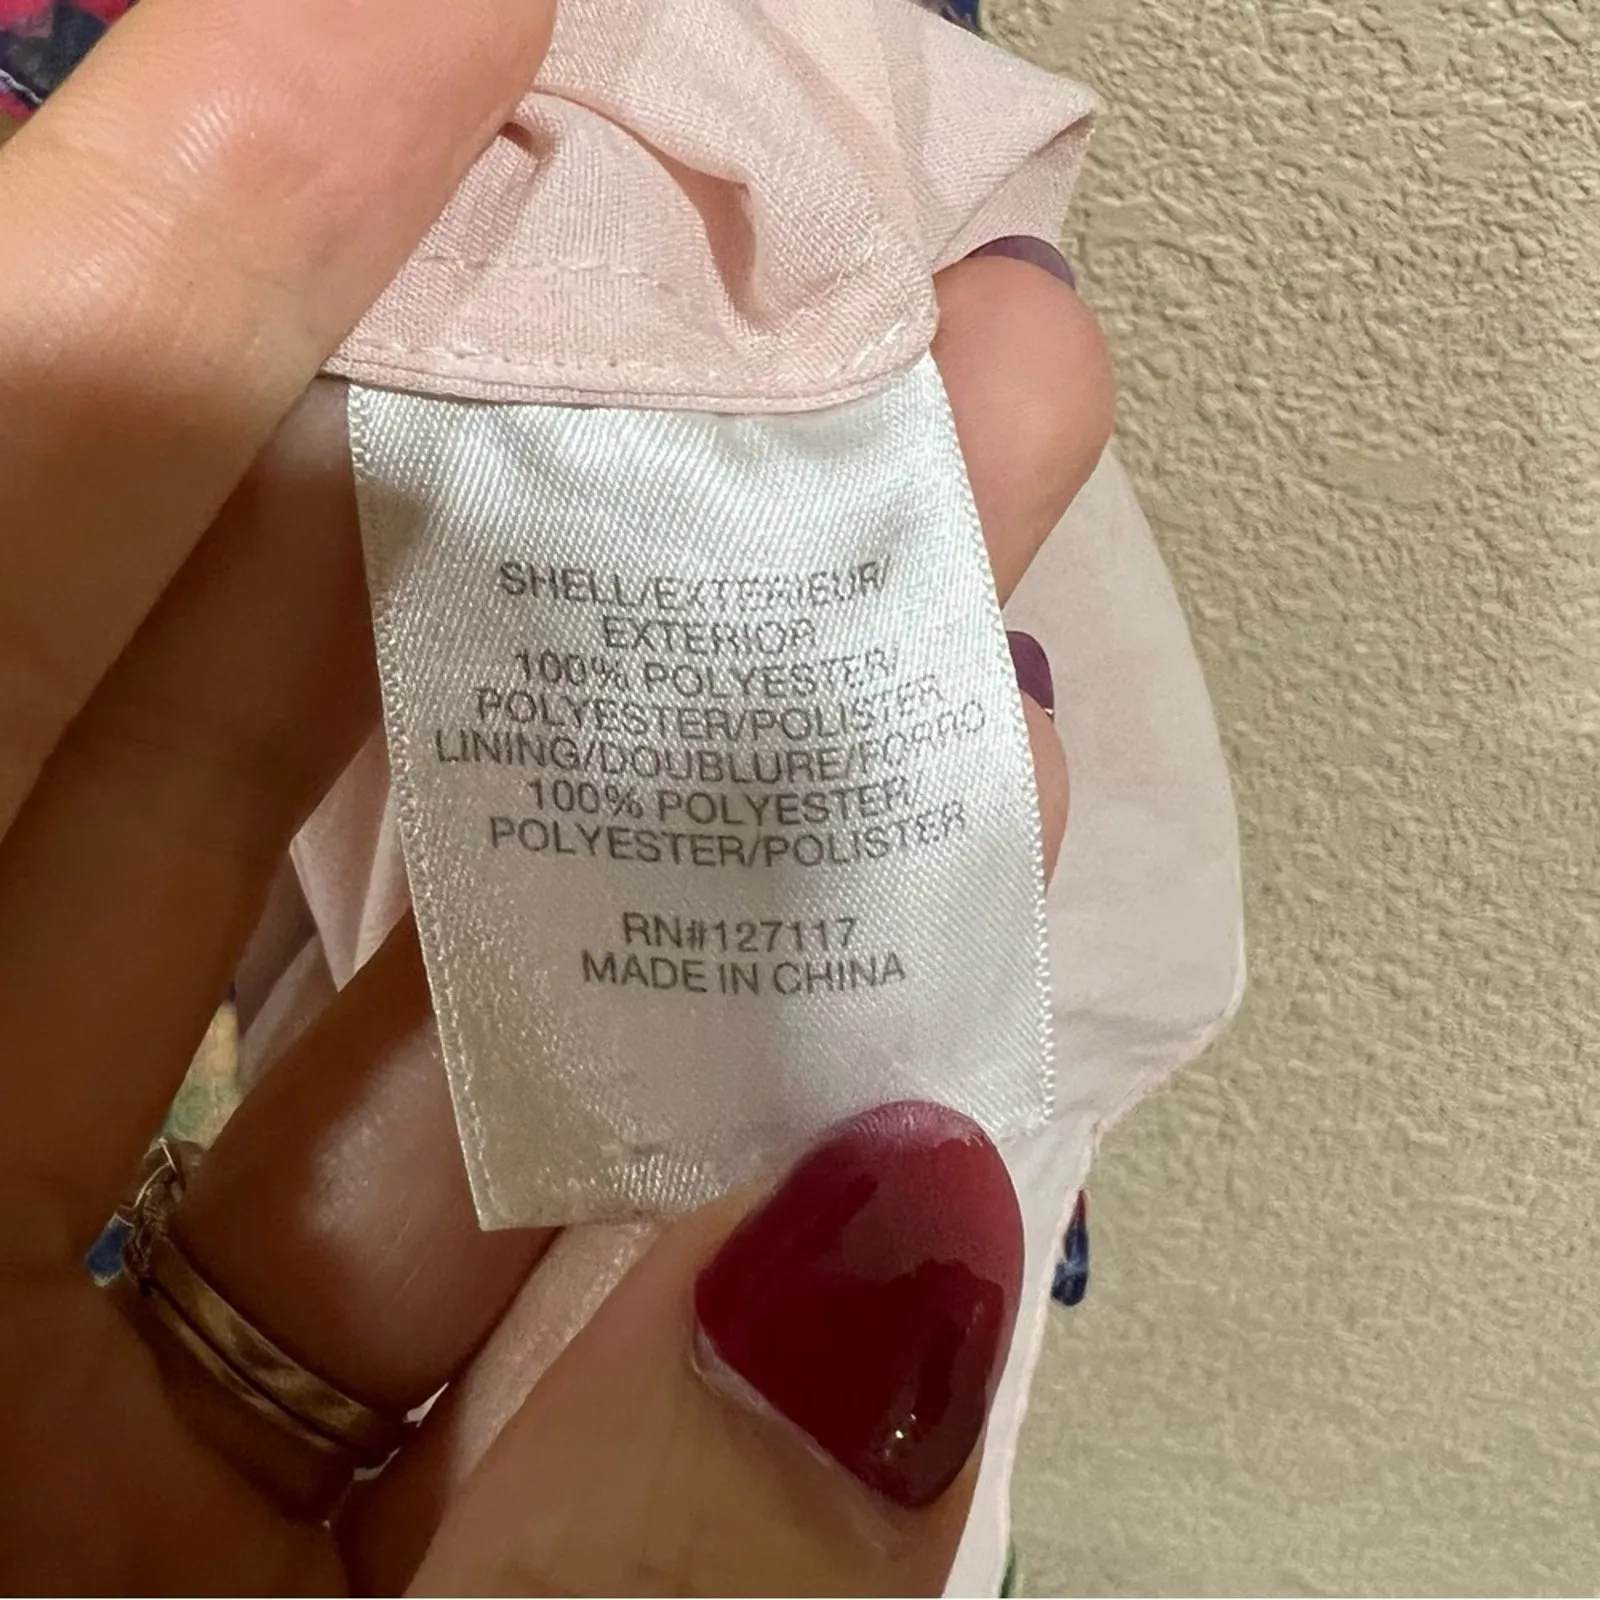 SHELL/EXTERIEUR/
EXTERIOR
100% POLYESTER/
POLYESTER/POLISTER
LINING/DOUBLURE/FORRO
100% POLYESTER/
POLYESTER/POLISTER
RN#127117
MADE IN CHINA